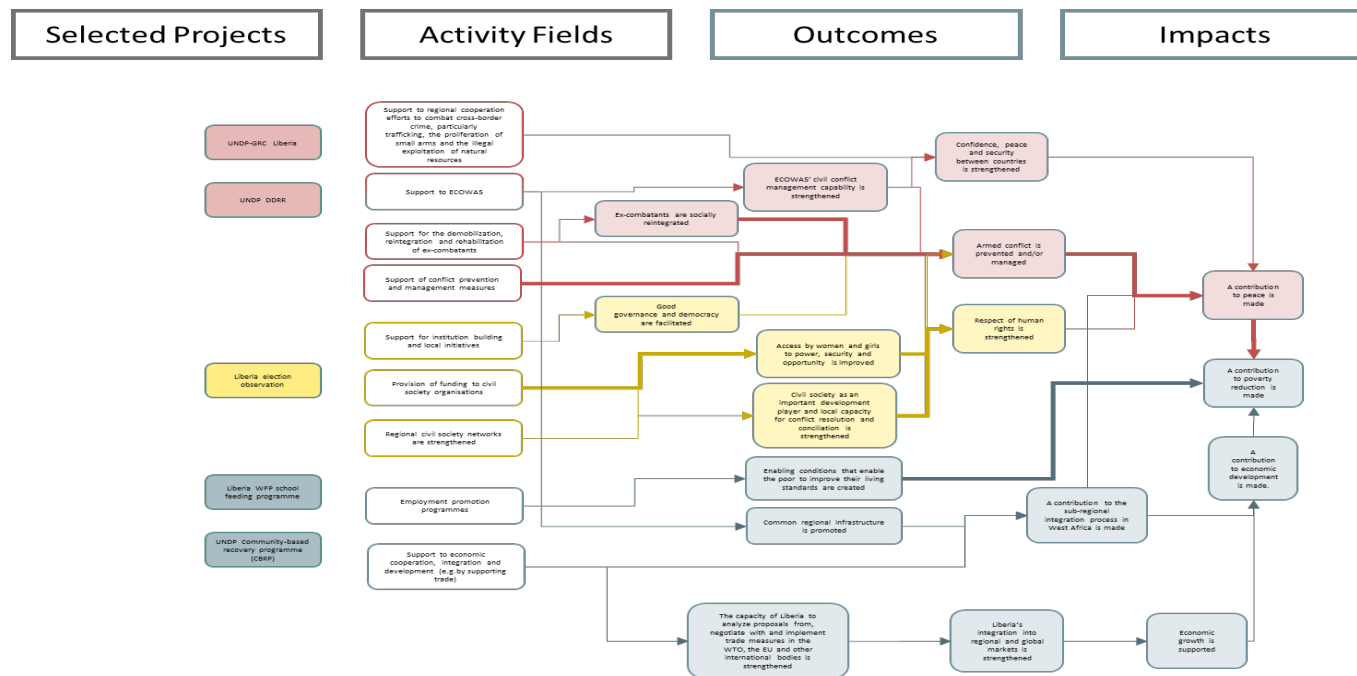 Selected Projects
Activity Fields
Outcomes
Impacts
UNDP-GRC Liberia
UNDP DDRR
Liberia election
observation
Liberia WFP school
feeding programme
UNDP Community-based
recovery programme
(CBRP)
Support to regional cooperation
efforts to combat cross-border
crime, particularly
trafficking, the proliferation of
small arms and the illegal
exploitation of natural
resources
Support to ECOWAS
Support for the demobilization,
reintegration and rehabilitation
of ex-combatants
Support of conflict prevention
and management measures
Support for institution building
and local initiatives
Provision of funding to civil
society organisations
Regional civil society networks
are strengthened
Employment promotion
programmes
Support to economic
cooperation, integration and
development (e.g.by supporting
trade)
Ex-combatants are socially
reintegrated
Good
governance and democracy
are facilitated
ECOWAS' civil conflict
management capability is
strengthened
Access by women and girls
to power, security and
opportunity is improved
Civil society as an
important development
player and local capacity
for conflict resolution and
conciliation is
strengthened
Enabling conditions that enable
the poor to improve their living
standards are created
Common regional infrastructure
is promoted
The capacity of Liberia to
analyze proposals from,
negotiate with and implement
trade measures in the
WTO, the EU and other
international bodies is
strengthened
Confidence, peace
and security
between countries
is strengthened
Armed conflict is
prevented and/or
managed
Respect of human
rights is
strengthened
A contribution to the
sub-regional
integration process in
West Africa is made
Liberia's
integration into
regional and global
markets is
strengthened
A contribution
to peace is
made
A contribution
to poverty
reduction is
made
A
contribution
to economic
development
is made.
Economic
growth is
supported